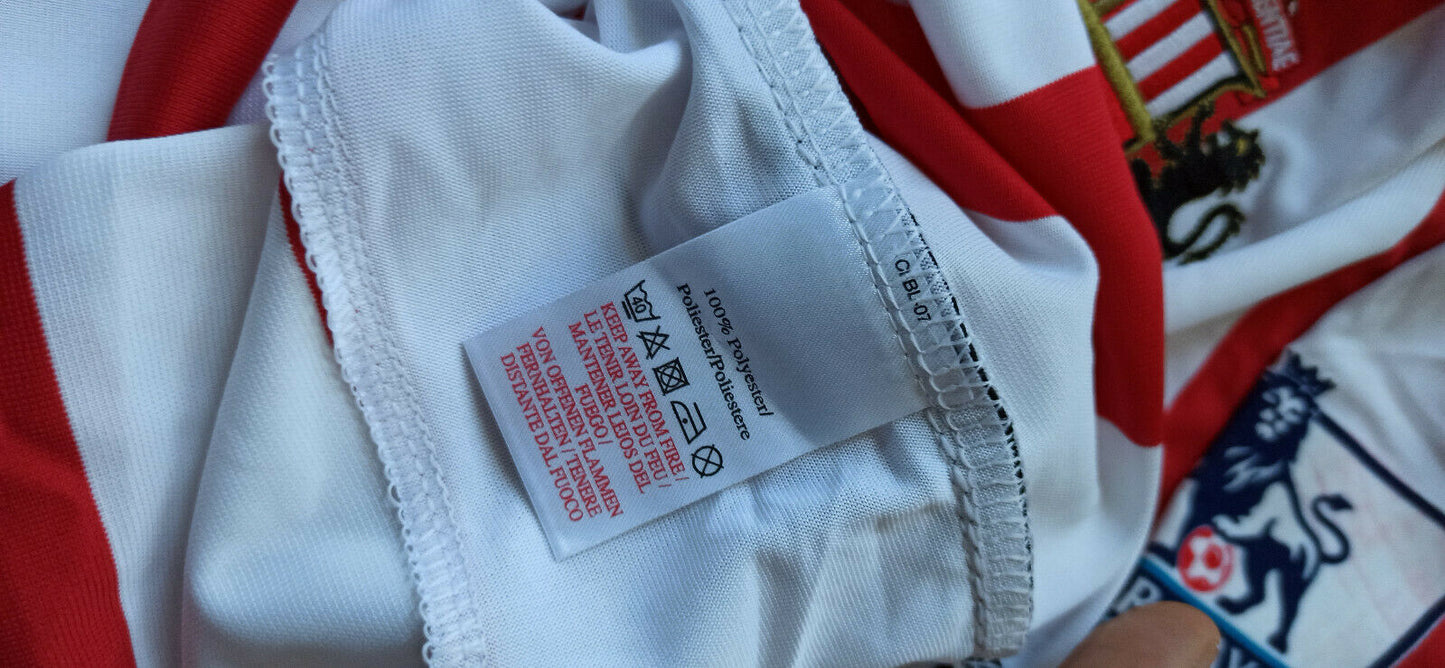 100% Polyester/
Poliester/Poliestere
40
KEEP AWAY FROM FIRE /
LE TENIR LOIN DU FEU /
MANTENER LEJOS DEL
FUEGO /
VON OFFENEN FLAMMEN
FERNHALTEN / TENERE
DISTANTE DAL FUOCO
CI BL-07